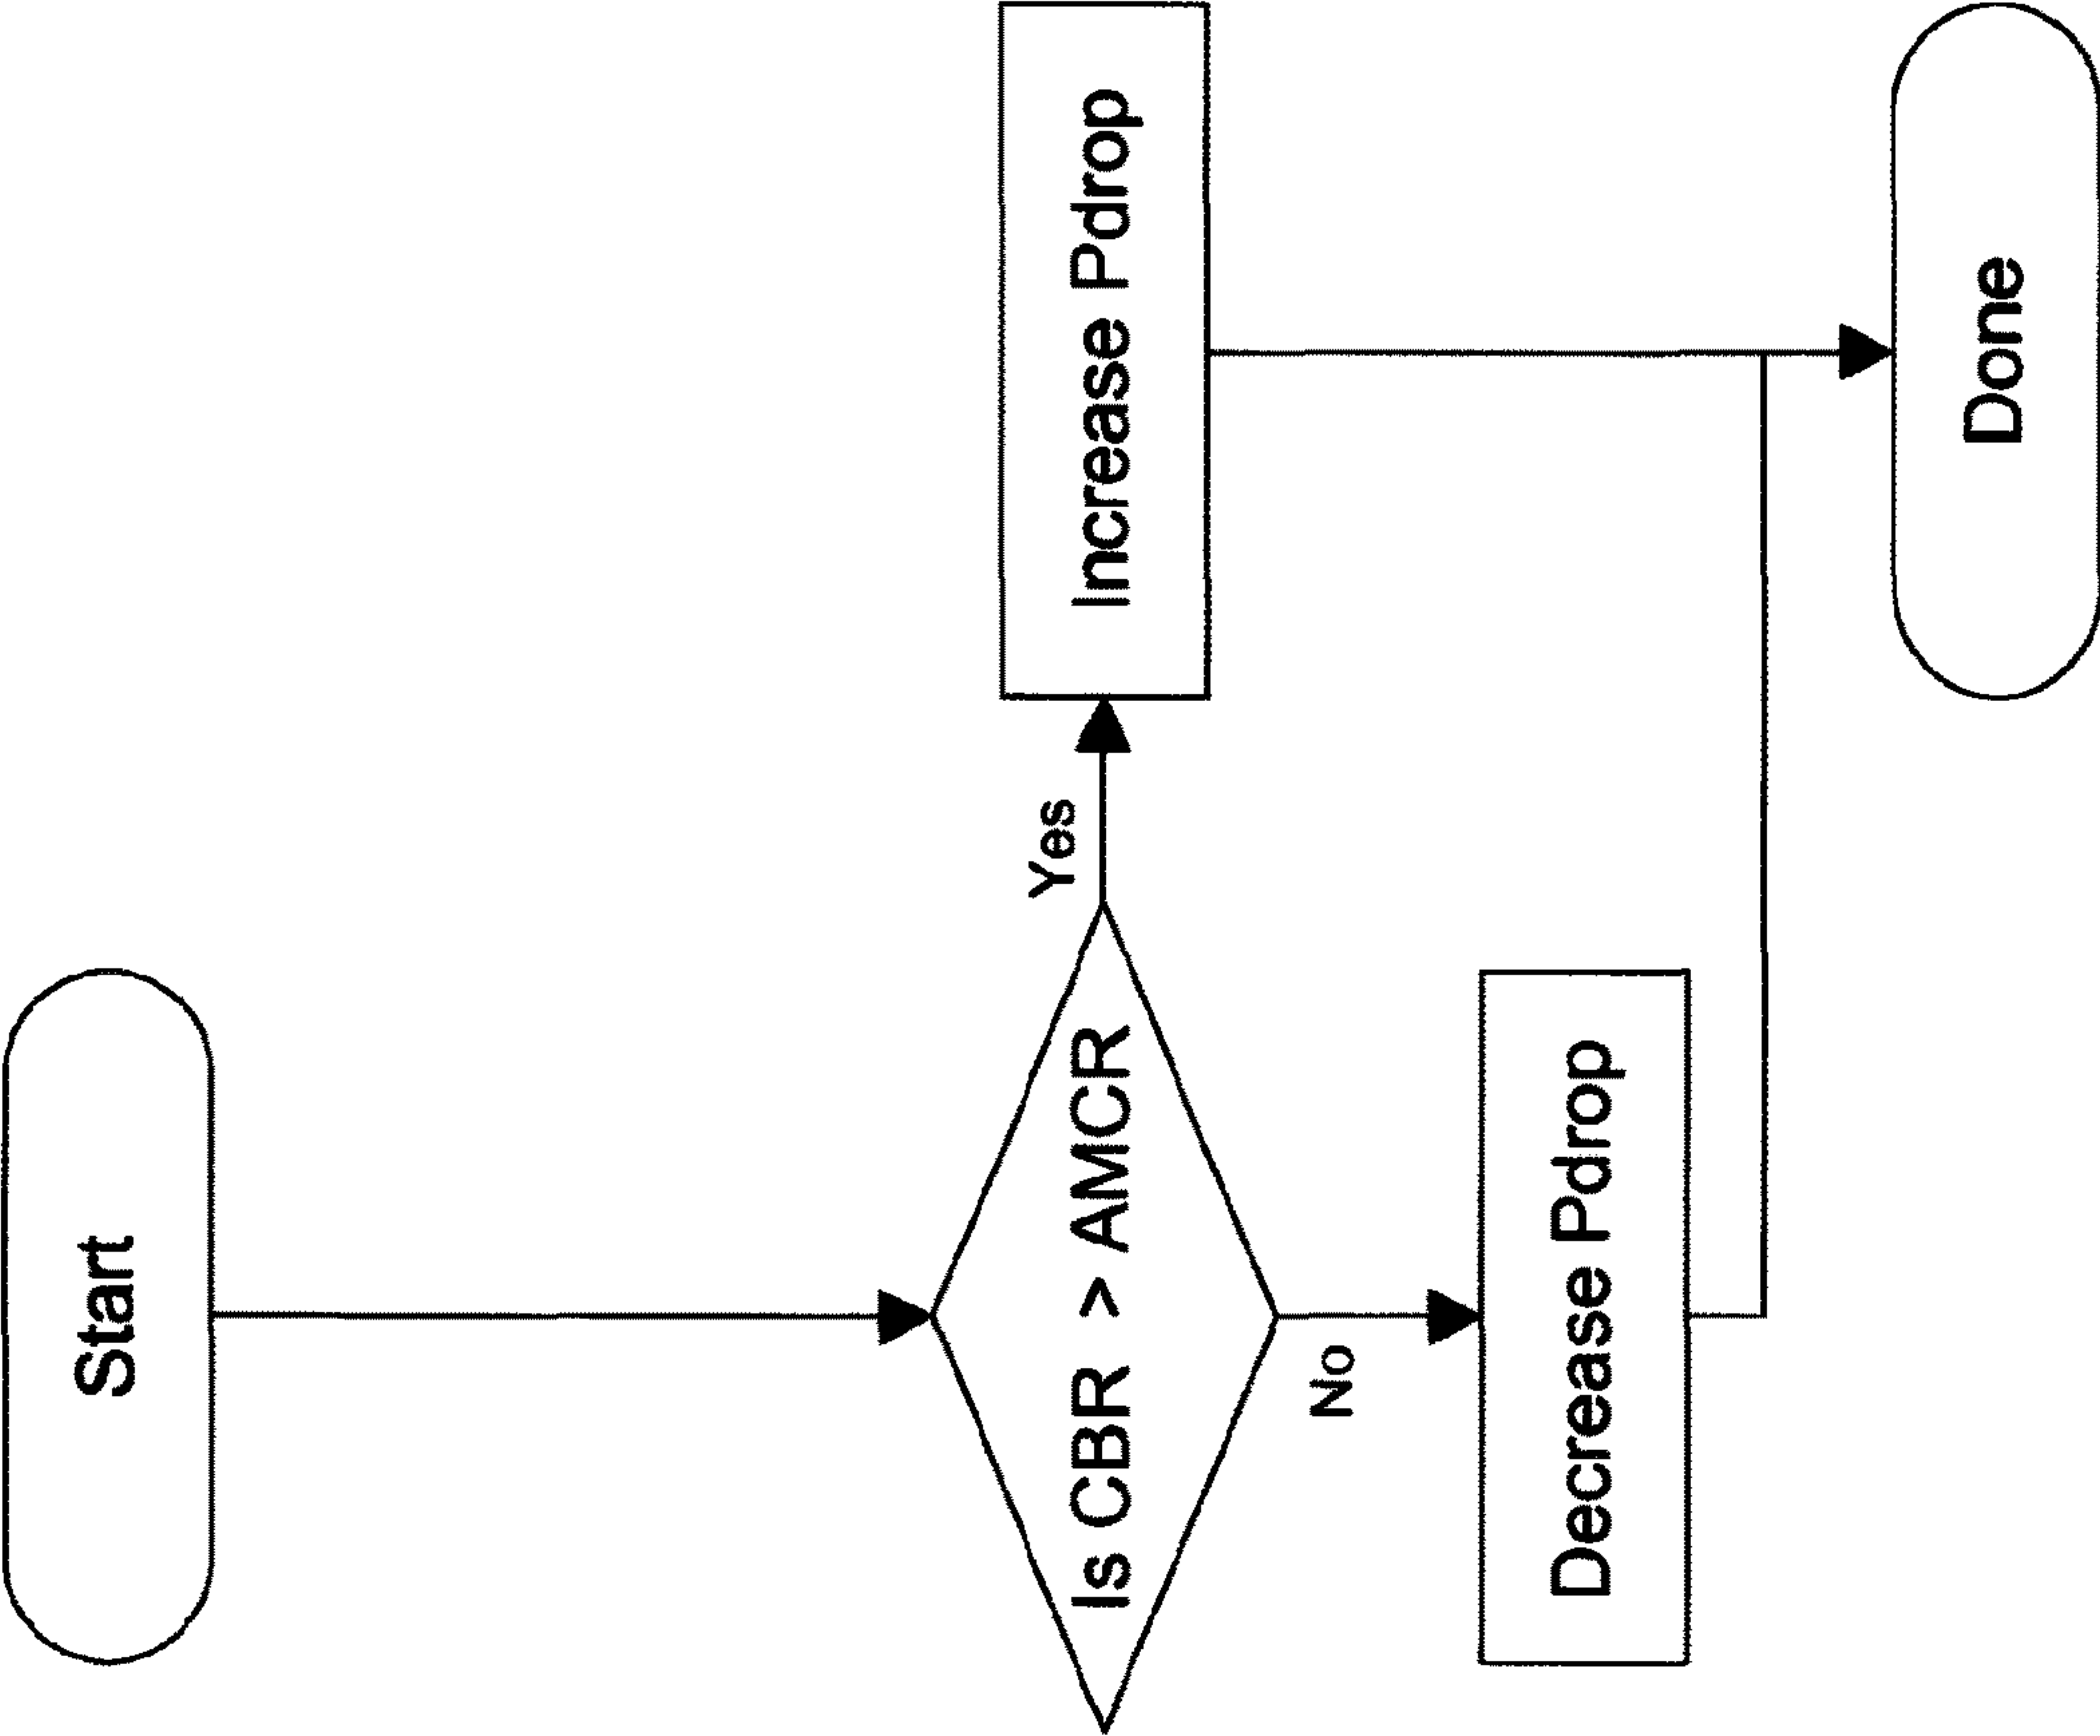 Start
Is CBR > AMCR
Yes
Increase Pdrop
No
Decrease Pdrop
Done